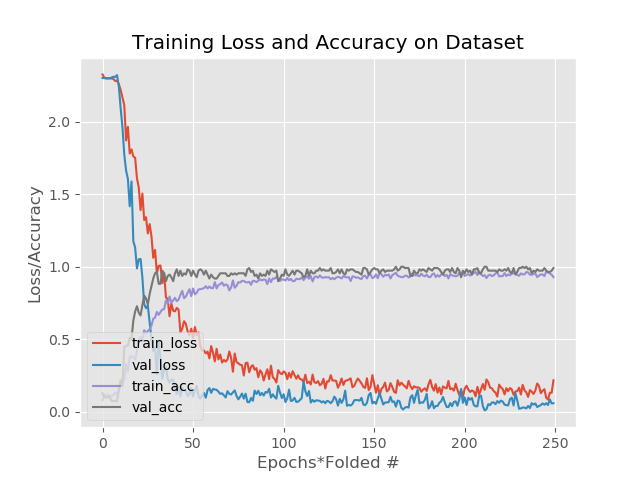 Training Loss and Accuracy on Dataset
Loss/Accuracy
2.0
1.5
1.0
0.5
0.0
train_loss
val_loss
train_acc
val_acc
0 50 100 150 200 250
Epochs*Folded #